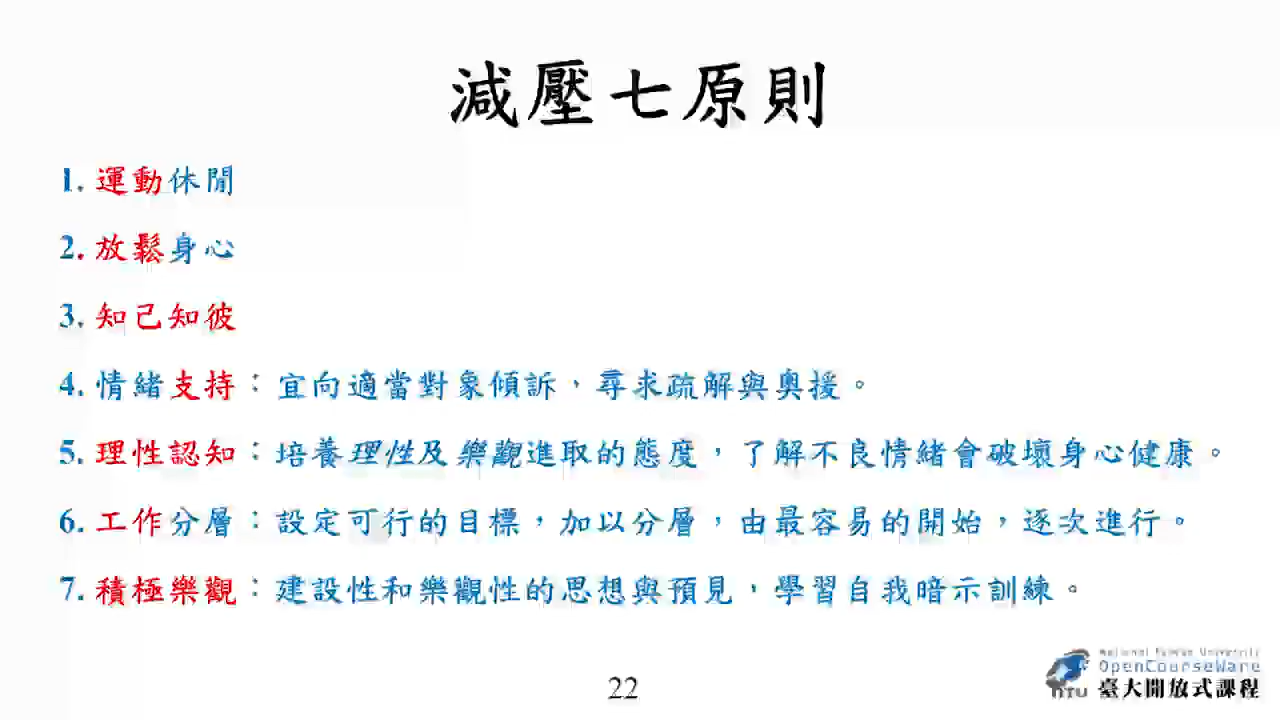 減壓七原則
1. 運動休閒
2. 放鬆身心
3. 知己知彼
4. 情緒支持：宜向適當對象傾訴，尋求疏解與奧援。
5. 理性認知：培養理性及樂觀進取的態度，了解不良情緒會破壞身心健康。
6. 工作分層：設定可行的目標，加以分層，由最容易的開始，逐次進行。
7. 積極樂觀：建設性和樂觀性的思想與預見，學習自我暗示訓練。
22
National Taiwan University
OpenCourseWare
NTU 臺大開放式課程